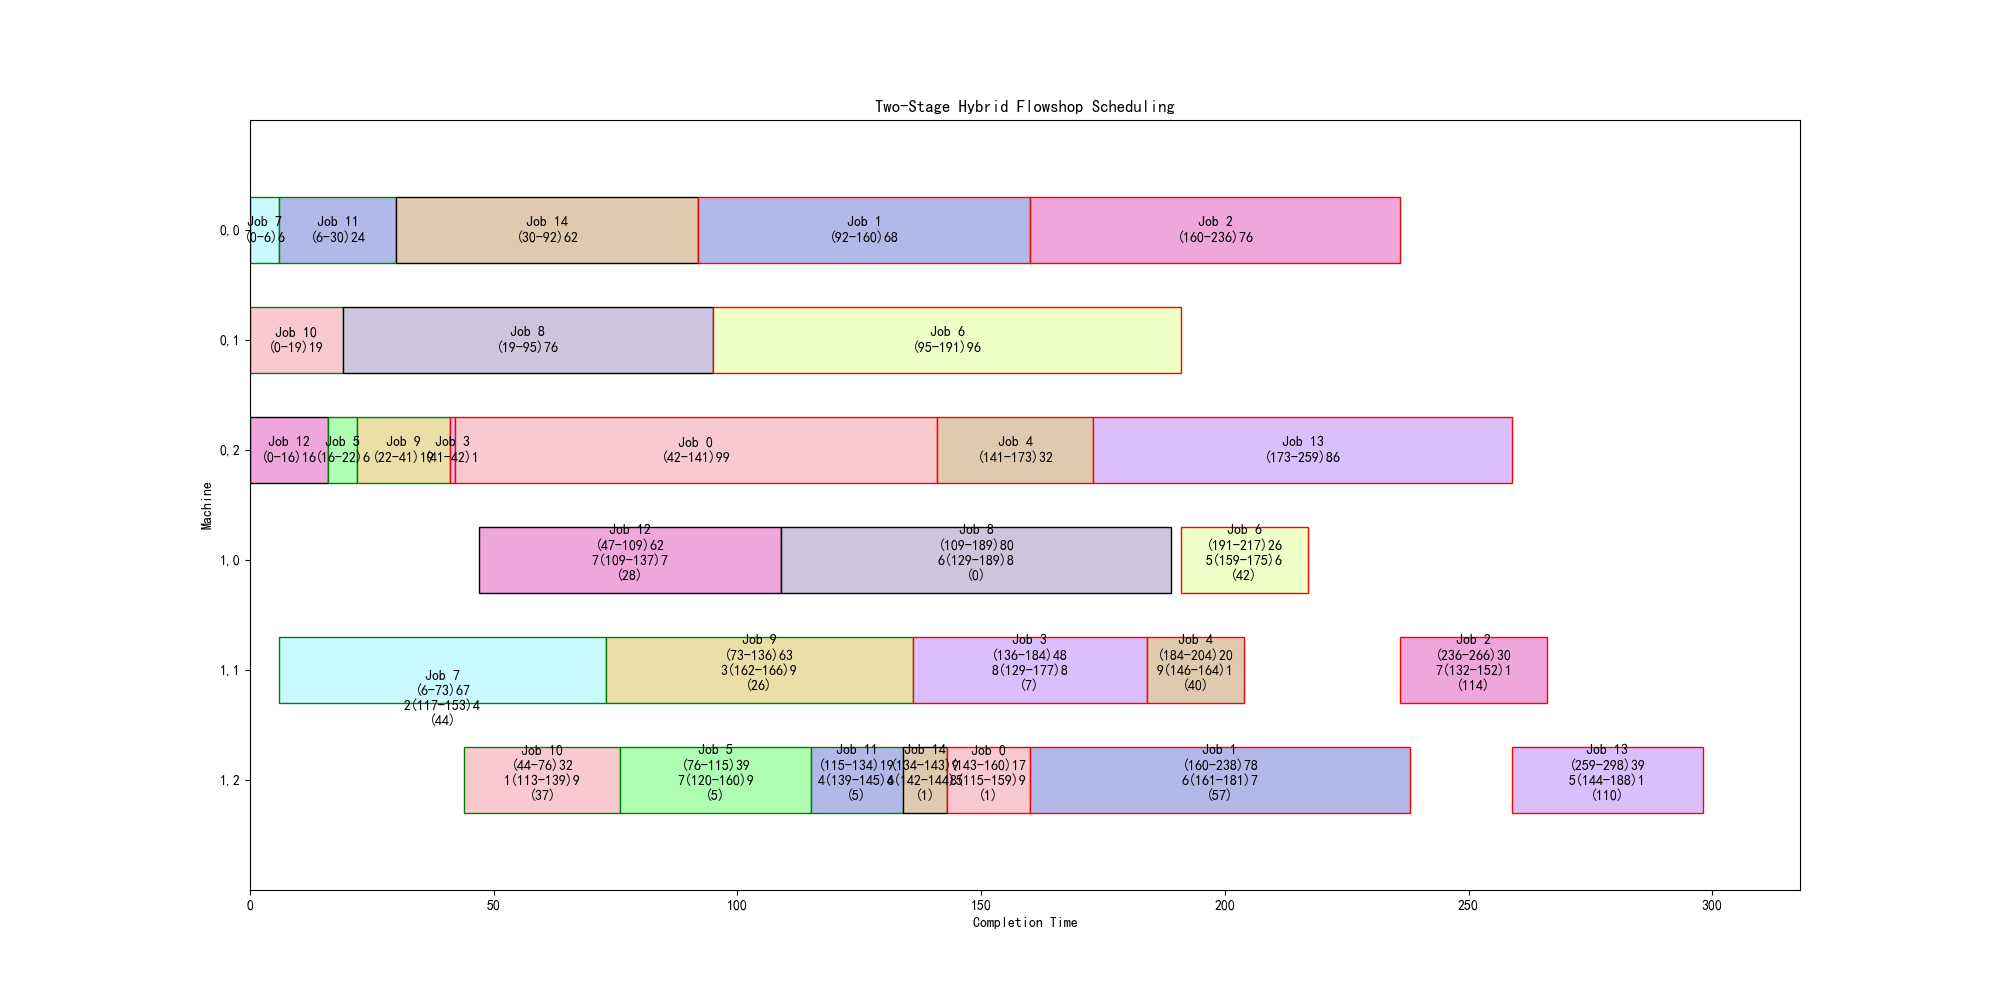 Two-Stage Hybrid Flowshop Scheduling
0,0
Job 7
(0-6)6
Job 11
(6-30)24
Job 14
(30-92)62
Job 1
(92-160)68
Job 2
(160-236)76
0,1
Job 10
(0-19)19
Job 8
(19-95)76
Job 6
(95-191)96
0,2
Job 12
(0-16)16
Job 5
(16-22)6
Job 9
(22-41)19
Job 3
(41-42)1
Job 0
(42-141)99
Job 4
(141-173)32
Job 13
(173-259)86
Machine
1,0
Job 12
(47-109)62
7(109-137)7
(28)
Job 8
(109-189)80
6(129-189)8
(0)
Job 6
(191-217)26
5(159-175)6
(42)
1,1
Job 7
(6-73)67
2(117-153)4
(44)
Job 9
(73-136)63
3(162-166)9
(26)
Job 3
(136-184)48
8(129-177)8
(7)
Job 4
(184-204)20
9(146-164)1
(40)
Job 2
(236-266)30
7(132-152)1
(114)
1,2
Job 10
(44-76)32
1(113-139)9
(37)
Job 5
(76-115)39
7(120-160)9
(5)
Job 11
(115-134)19
4(139-145)4
(5)
Job 14
(134-143)9
(1)
Job 0
(143-160)17
(1)
Job 1
(160-238)78
6(161-181)7
(57)
Job 13
(259-298)39
5(144-188)1
(110)
0
50
100
150
200
250
300
Completion Time